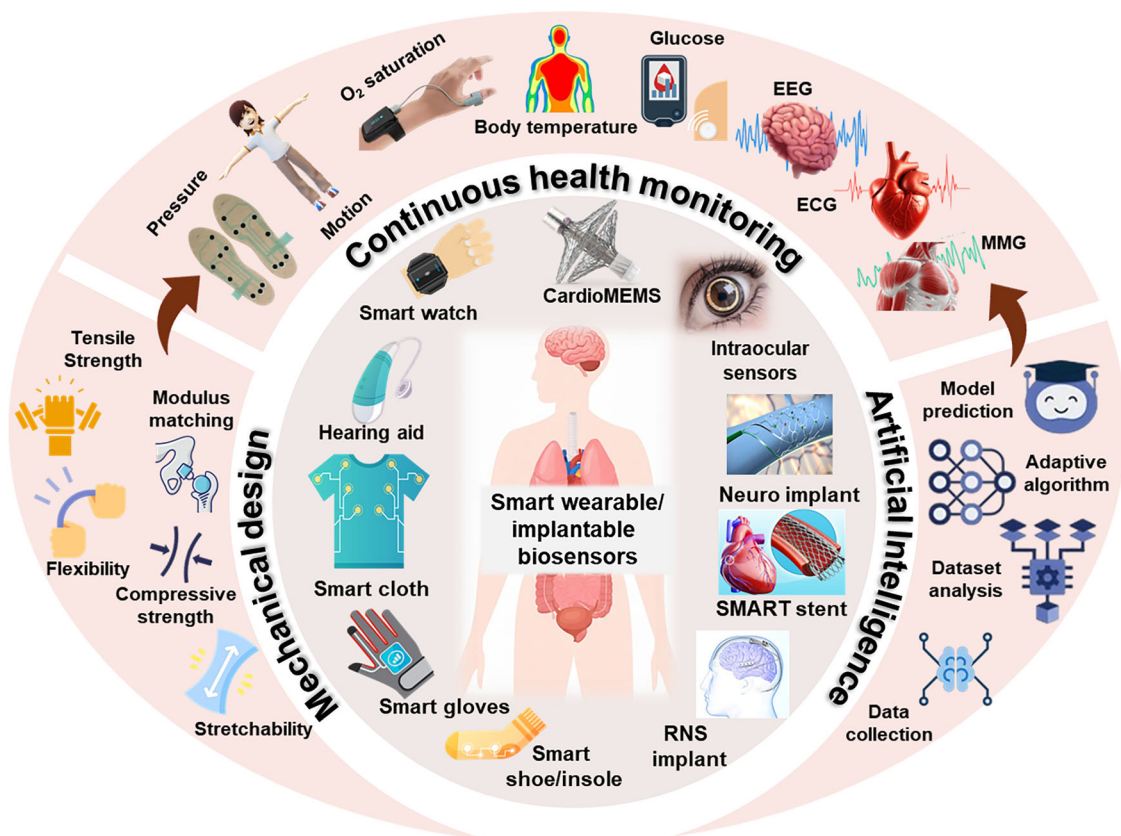 Continuous health monitoring
Pressure
Motion
O₂ saturation
Body temperature
Glucose
EEG
ECG
MMG
Mechanical design
Tensile
Strength
Modulus
matching
Flexibility
Compressive
strength
Stretchability
Artificial Intelligence
Model
prediction
Adaptive
algorithm
Dataset
analysis
Data
collection
Smart watch
CardioMEMS
Intraocular
sensors
Hearing aid
Neuro implant
Smart cloth
SMART stent
Smart gloves
Smart
shoe/insole
RNS
implant
Smart wearable/
implantable
biosensors